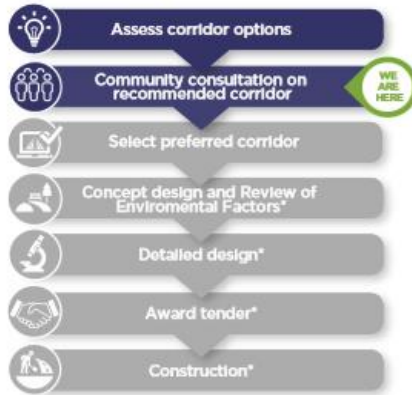 Assess corridor options
Community consultation on
recommended corridor
WE
ARE
HERE
Select preferred corridor
Concept design and Review of
Enviromental Factors*
Detailed design*
Award tender*
Construction*